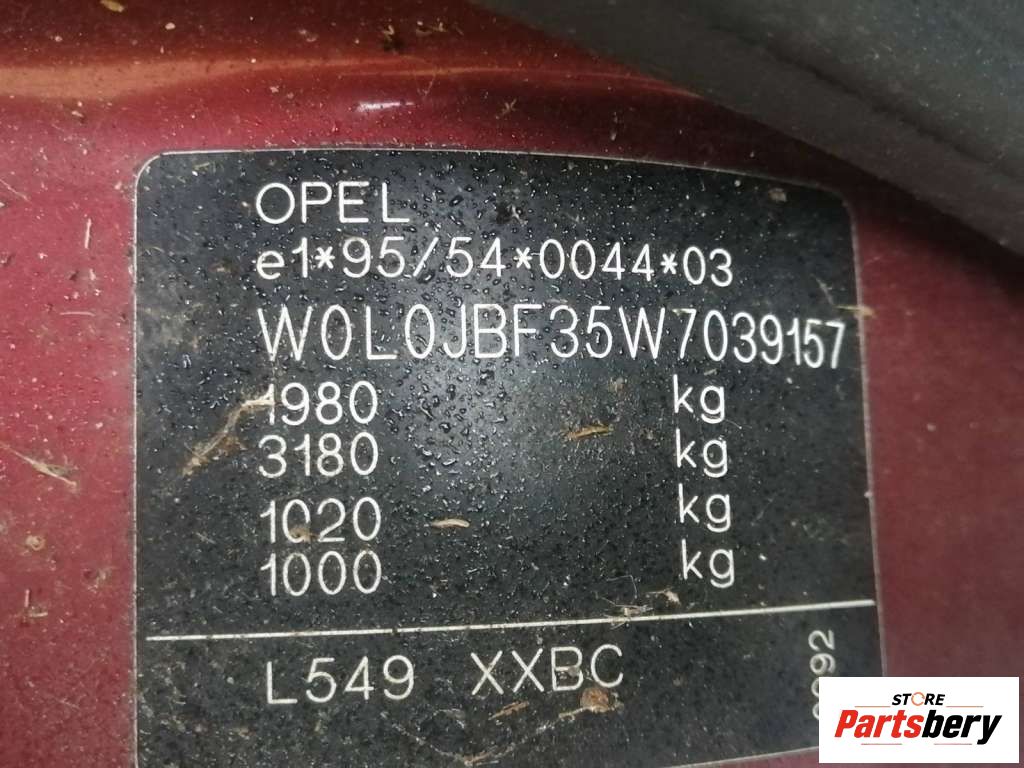 OPEL
e1*95/54*0044*03
W0L0JBF35W7039157
1980 kg
3180 kg
1020 kg
1000 kg
L549 XXBC
STORE
Partsbery